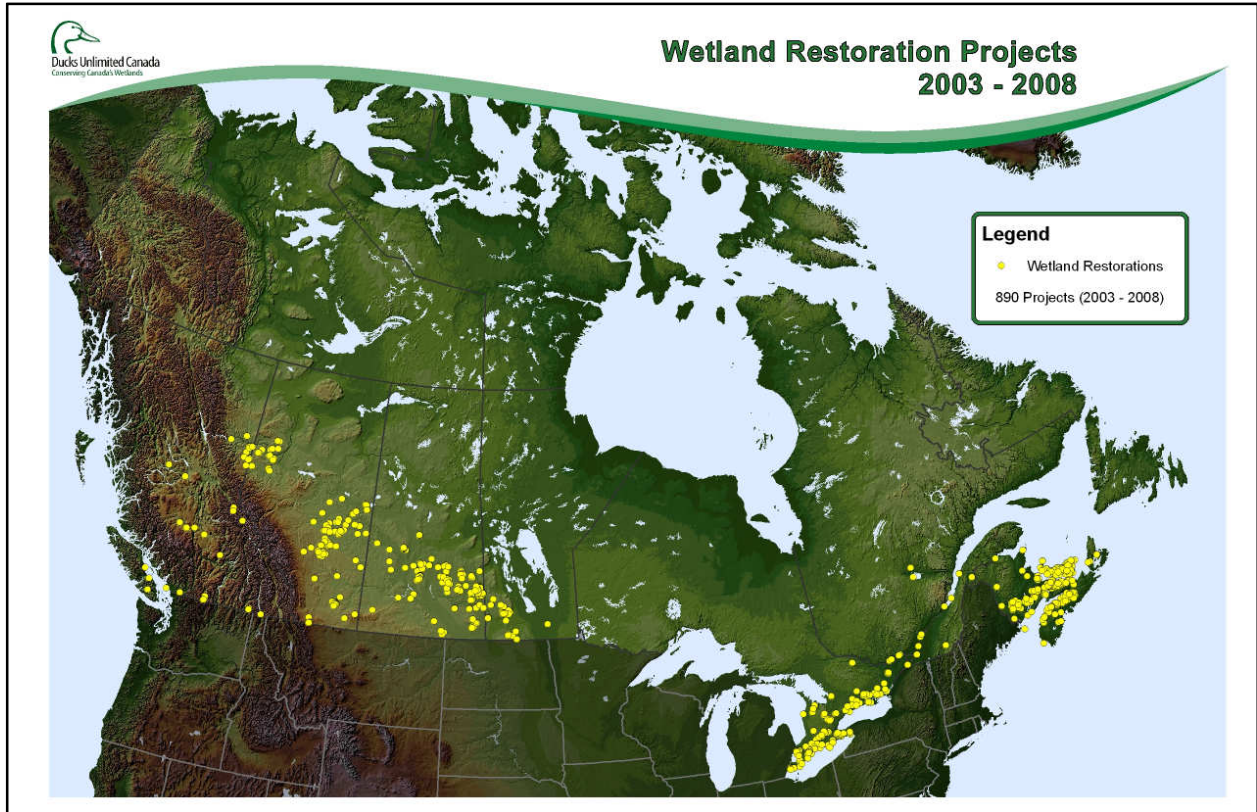 Ducks Unlimited Canada
Conserving Canada's Wetlands
Wetland Restoration Projects
2003 - 2008
Legend
Wetland Restorations
890 Projects (2003 - 2008)